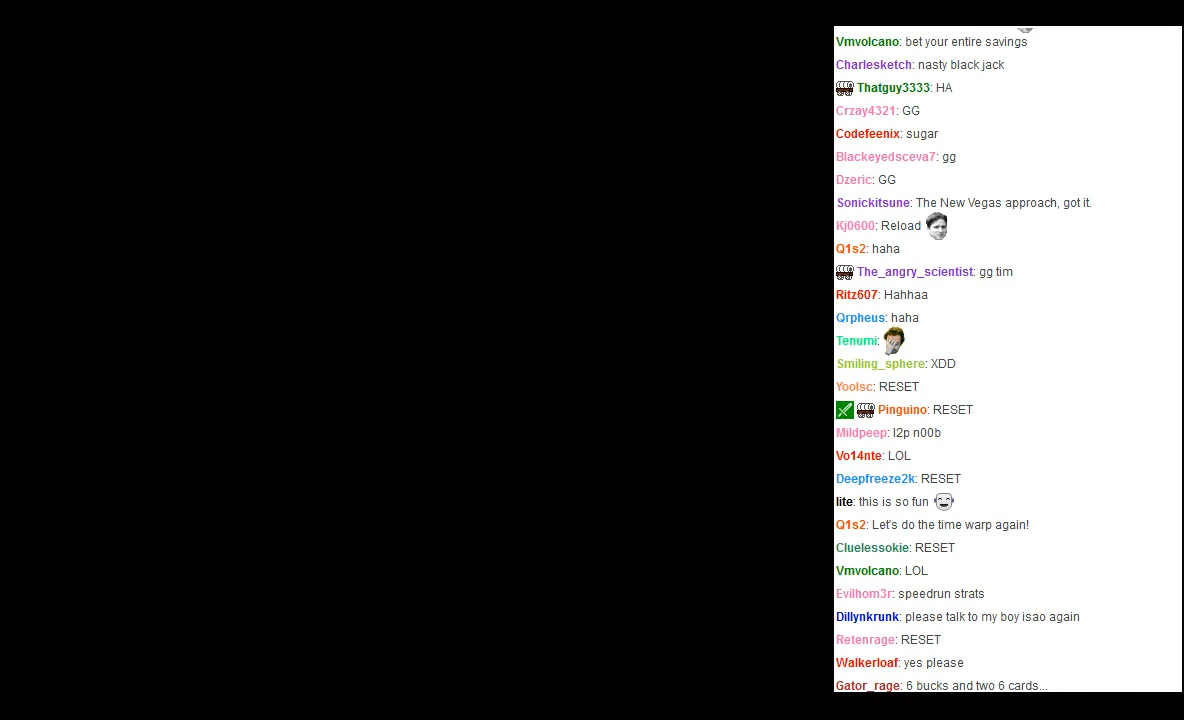 Vmvolcano: bet your entire savings
Charlesketch: nasty black jack
Thatguy3333: HA
Crzay4321: GG
Codefeenix: sugar
Blackeyedsceva7: gg
Dzeric: GG
Sonickitsune: The New Vegas approach, got it.
Kj0600: Reload
Q1s2: haha
The_angry_scientist: gg tim
Ritz607: Hahhaa
Qrpheus: haha
Tenumi:
Smiling_sphere: XDD
Yoolsc: RESET
Pinguino: RESET
Mildpeep: l2p n00b
Vo14nte: LOL
Deepfreeze2k: RESET
lite: this is so fun
Q1s2: Let's do the time warp again!
Cluelessokie: RESET
Vmvolcano: LOL
Evilhom3r: speedrun strats
Dillynkrunk: please talk to my boy isao again
Retenrage: RESET
Walkerloaf: yes please
Gator_rage: 6 bucks and two 6 cards...